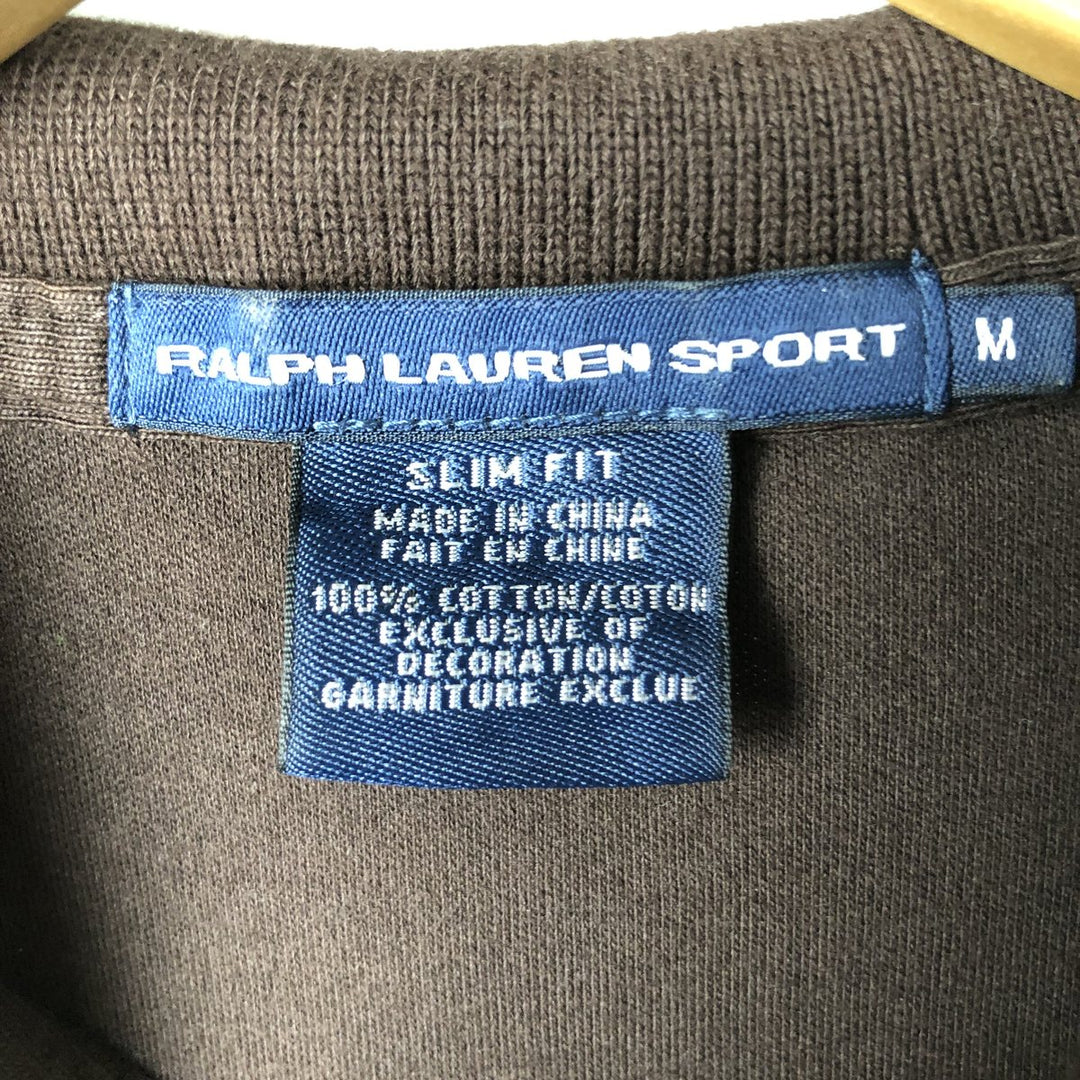 RALPH LAUREN SPORT M
SLIM FIT
MADE IN CHINA
FAIT EN CHINE
100% COTTON/COTON
EXCLUSIVE OF
DECORATION
GARNITURE EXCLUE